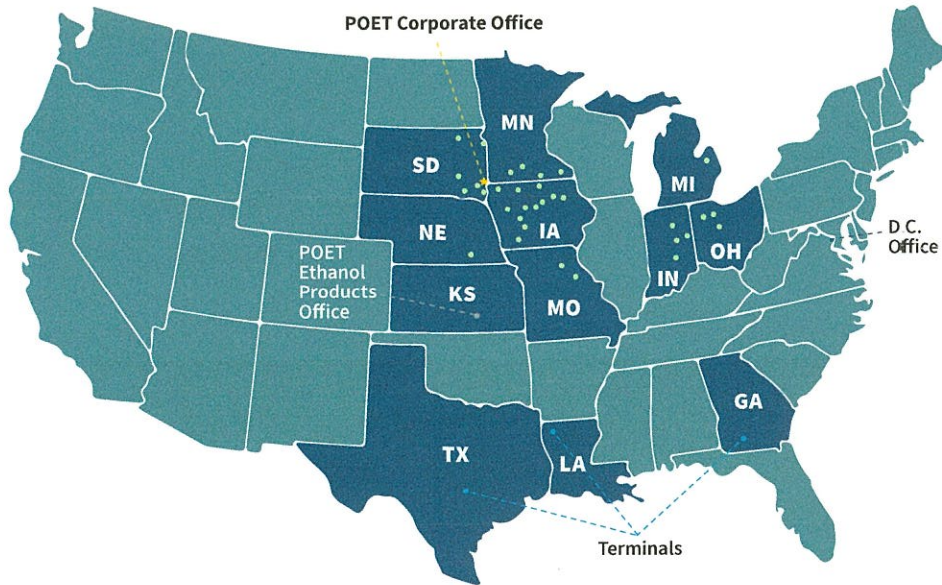 POET Corporate Office
MN
SD
MI
NE
IA
D.C.
Office
OH
POET
Ethanol
Products
Office
IN
KS
MO
GA
TX
LA
Terminals